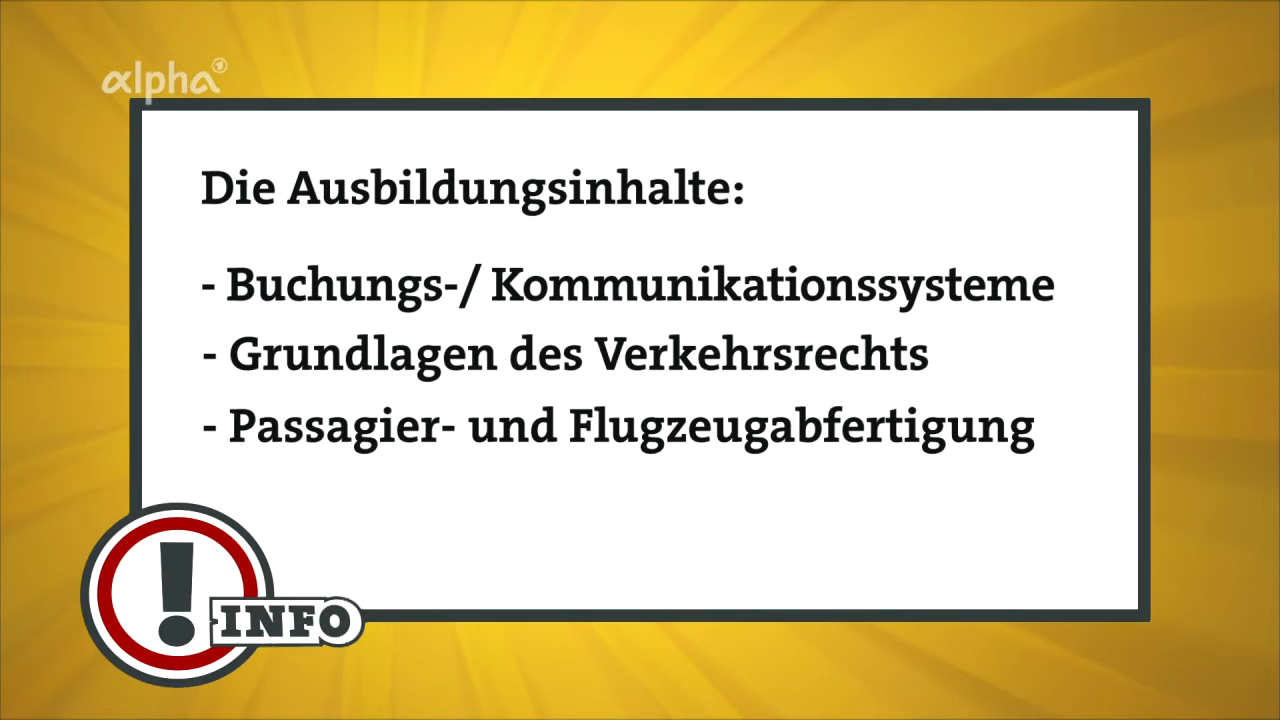 alpha
Die Ausbildungsinhalte:
- Buchungs-/ Kommunikationssysteme
- Grundlagen des Verkehrsrechts
- Passagier- und Flugzeugabfertigung
! INFO